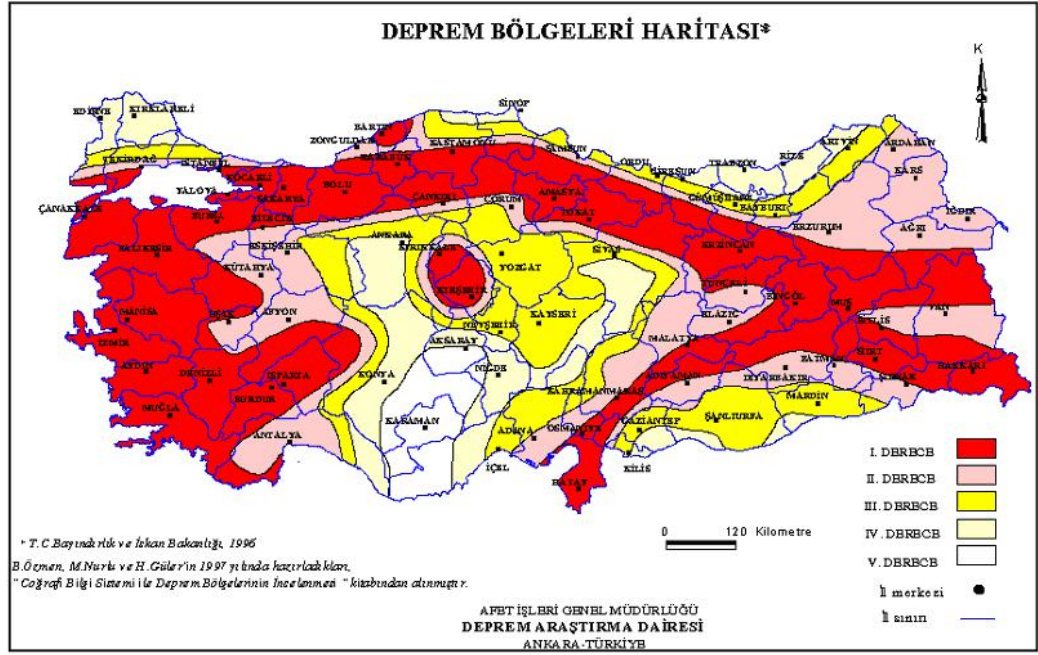 DEPREM BÖLGELERİ HARİTASI*
K
SİNOP
EDİRNE
KIRKLARELİ
BARTIN
ZONGULDAK
KASTAMONU
KARABÜK
SAMSUN
ARTVİN
ARDAHAN
TEKİRDAĞ
İSTANBUL
ORDU
TRABZON
RİZE
GİRESUN
KARS
KOCAELİ
YALOVA
SAKARYA
BOLU
ÇANKIRI
ÇORUM
AMASYA
TOKAT
GÜMÜŞHANE
BAYBURT
ÇANAKKALE
BURSA
BİLECİK
ERZURUM
IĞDIR
AĞRI
BALIKESİR
ESKİŞEHİR
ANKARA
KIRIKKALE
YOZGAT
SİVAS
ERZİNCAN
KÜTAHYA
KIRŞEHİR
TUNCELİ
BİNGÖL
MUŞ
VAN
MANİSA
UŞAK
AFYON
KAYSERİ
ELAZIĞ
BİTLİS
İZMİR
NEVŞEHİR
AKSARAY
MALATYA
AYDIN
DENİZLİ
ISPARTA
BURDUR
KONYA
NİĞDE
KAHRAMANMARAŞ
ADIYAMAN
DİYARBAKIR
BATMAN
SİİRT
ŞIRNAK
HAKKARİ
MUĞLA
ANTALYA
KARAMAN
ADANA
OSMANİYE
GAZİANTEP
ŞANLIURFA
MARDİN
İÇEL
KİLİS
HATAY
I. DERECE
II. DERECE
III. DERECE
IV. DERECE
V. DERECE
İl merkesi
İl sınırı
0 120 Kilometre
* T.C.Bayındırlık ve İskan Bakanlığı, 1996
B.Özmen, M.Nurlu ve H.Güler'in 1997 yılında hazırladıkları,
"Coğrafi Bilgi Sistemi ile Deprem Bölgelerinin İncelenmesi" kitabından alınmıştır.
AFET İŞLERİ GENEL MÜDÜRLÜĞÜ
DEPREM ARAŞTIRMA DAİRESİ
ANKARA-TÜRKİYE